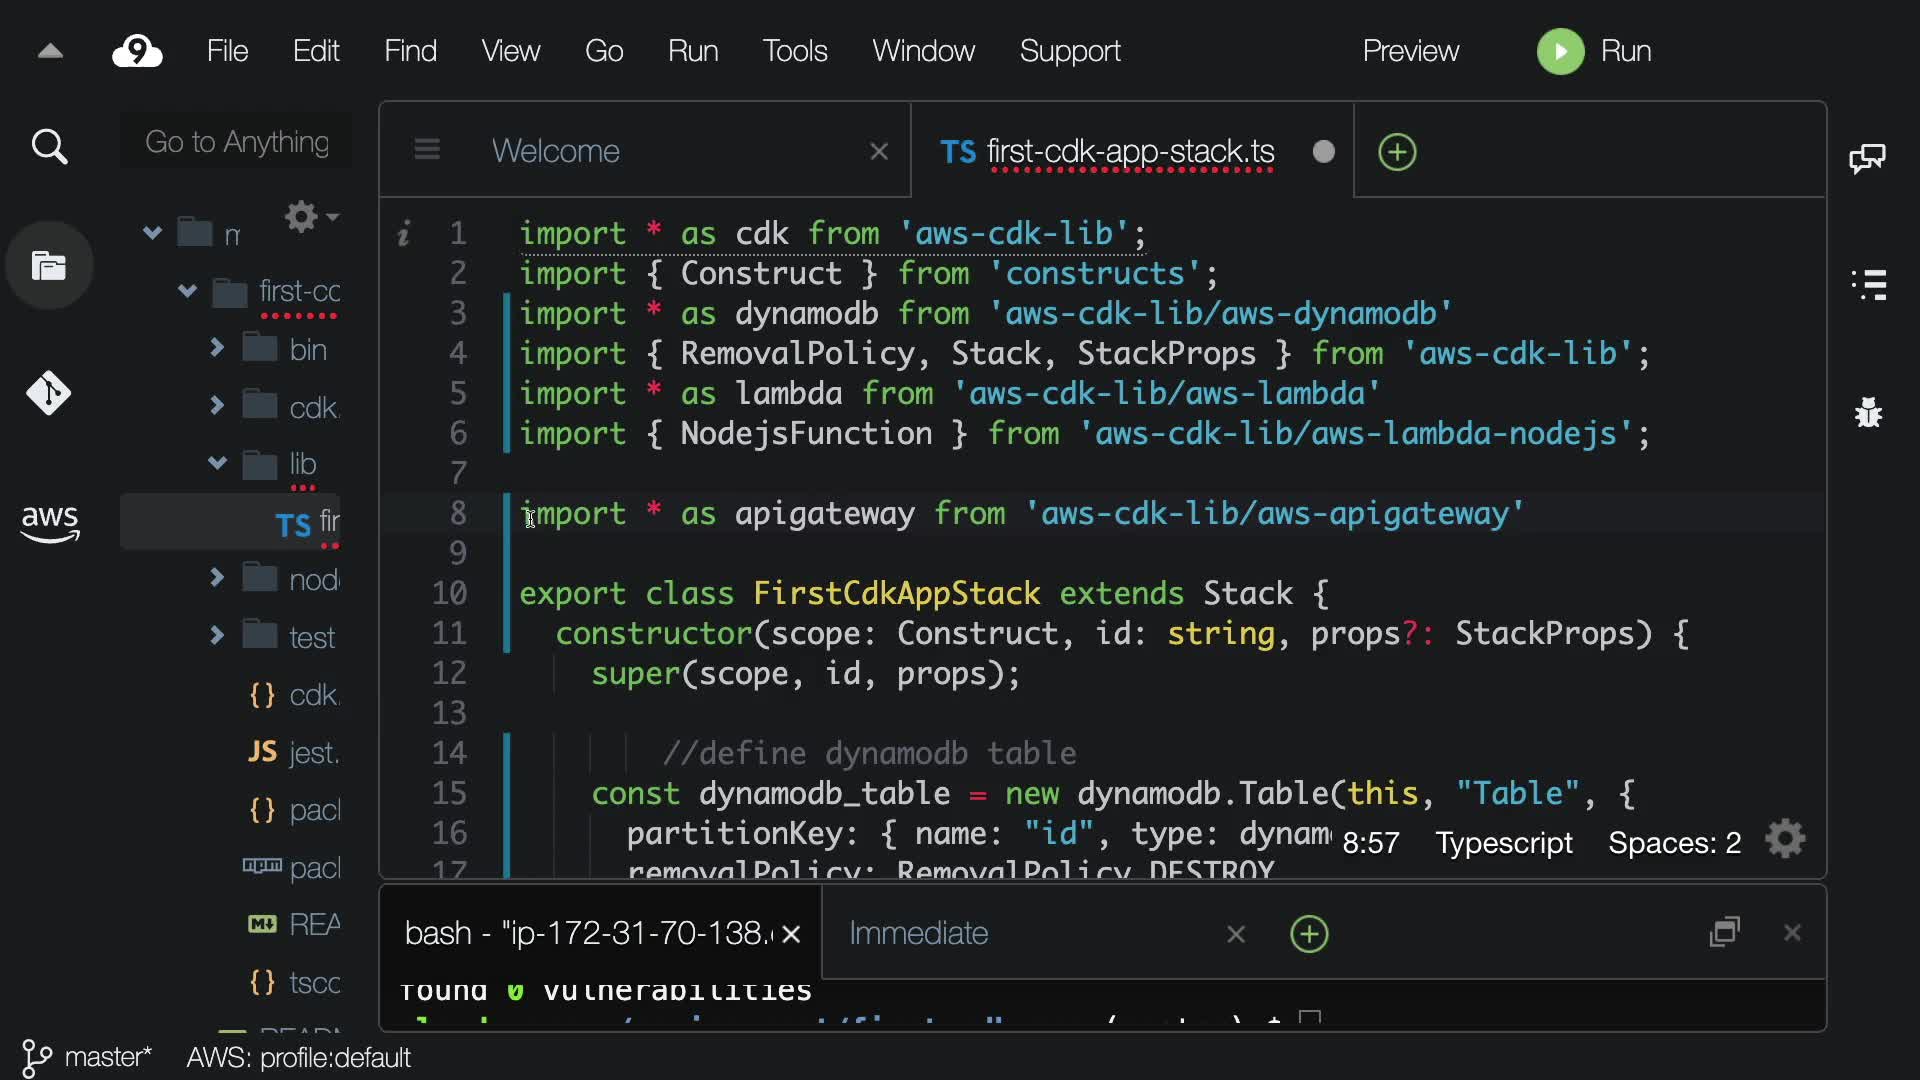 9 File Edit Find View Go Run Tools Window Support Preview Run
Go to Anything
Welcome
TS first-cdk-app-stack.ts
first-cc
bin
cdk.
lib
TS fir
test
{} cdk.
JS jest.
{} pacl
pacl
REA
{} tscc
aws
i 1 import * as cdk from 'aws-cdk-lib';
2 import { Construct } from 'constructs';
3 import * as dynamodb from 'aws-cdk-lib/aws-dynamodb'
4 import { RemovalPolicy, Stack, StackProps } from 'aws-cdk-lib';
5 import * as lambda from 'aws-cdk-lib/aws-lambda'
6 import { NodejsFunction } from 'aws-cdk-lib/aws-lambda-nodejs';
7
8 import * as apigateway from 'aws-cdk-lib/aws-apigateway'
9
10 export class FirstCdkAppStack extends Stack {
11 constructor(scope: Construct, id: string, props?: StackProps) {
12 super(scope, id, props);
13
14 //define dynamodb table
15 const dynamodb_table = new dynamodb.Table(this, "Table", {
16 partitionKey: { name: "id", type: dynam
17 removalPolicy: RemovalPolicy.DESTROY
8:57 Typescript Spaces: 2
bash - "ip-172-31-70-138.
Immediate
found 0 vulnerabilities
master* AWS: profile:default